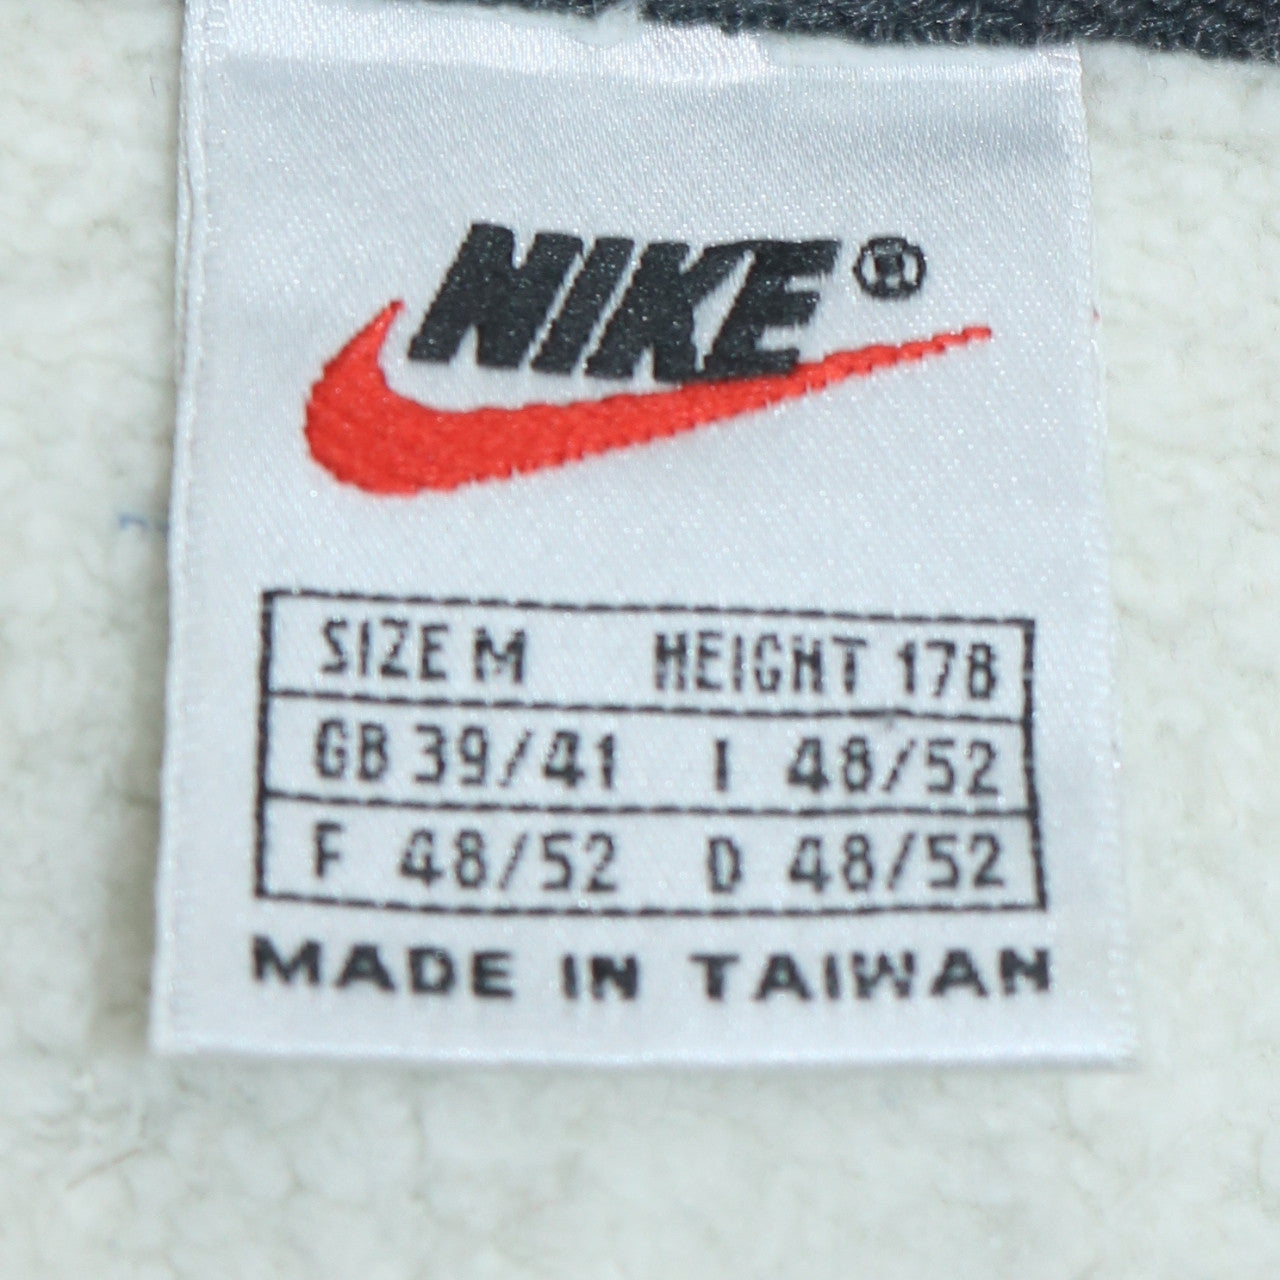 NIKE®
SIZE M HEIGHT 178
GB 39/41 I 48/52
F 48/52 D 48/52
MADE IN TAIWAN